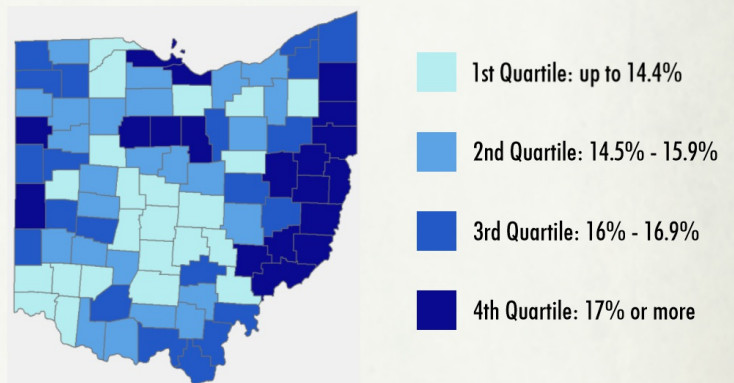 1st Quartile: up to 14.4%
2nd Quartile: 14.5% - 15.9%
3rd Quartile: 16% - 16.9%
4th Quartile: 17% or more